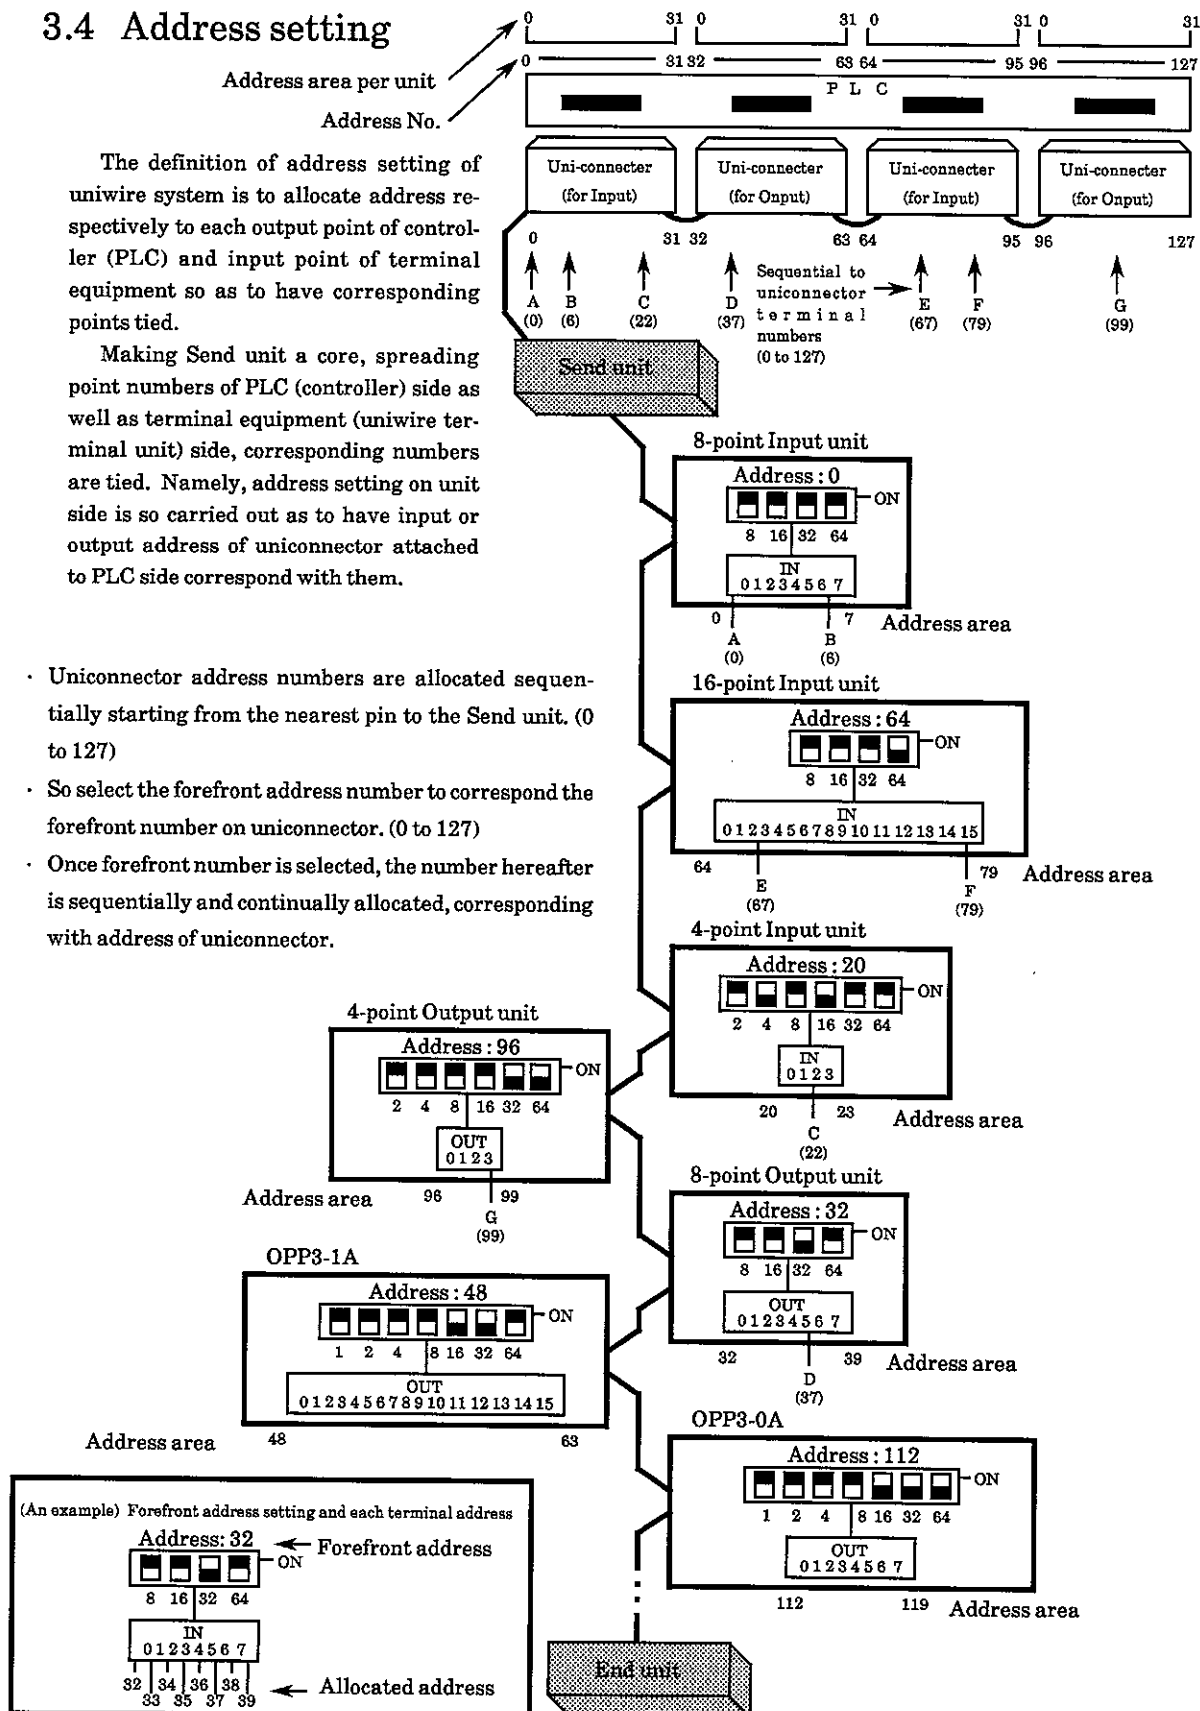 3.4 Address setting
0 31 0 31 0 31 0 31
Address area per unit
0 31 32 63 64 95 96 127
Address No.
P L C
Uni-connecter
(for Input)
Uni-connecter
(for Onput)
Uni-connecter
(for Input)
Uni-connecter
(for Onput)
0 31 32 63 64 95 96 127
A
(0)
B
(6)
C
(22)
D
(37)
Sequential to
uniconnector
terminal
numbers
(0 to 127)
E
(67)
F
(79)
G
(99)
The definition of address setting of
uniwire system is to allocate address re-
spectively to each output point of control-
ler (PLC) and input point of terminal
equipment so as to have corresponding
points tied.
Making Send unit a core, spreading
point numbers of PLC (controller) side as
well as terminal equipment (uniwire ter-
minal unit) side, corresponding numbers
are tied. Namely, address setting on unit
side is so carried out as to have input or
output address of uniconnector attached
to PLC side correspond with them.
Send unit
8-point Input unit
Address : 0
ON
8 16 32 64
IN
0 1 2 3 4 5 6 7
0 7
Address area
A
(0)
B
(6)
· Uniconnector address numbers are allocated sequen-
tially starting from the nearest pin to the Send unit. (0
to 127)
· So select the forefront address number to correspond the
forefront number on uniconnector. (0 to 127)
· Once forefront number is selected, the number hereafter
is sequentially and continually allocated, corresponding
with address of uniconnector.
16-point Input unit
Address : 64
ON
8 16 32 64
IN
0 1 2 3 4 5 6 7 8 9 10 11 12 13 14 15
64 79
Address area
E
(67)
F
(79)
4-point Input unit
Address : 20
ON
2 4 8 16 32 64
IN
0 1 2 3
20 23
Address area
C
(22)
4-point Output unit
Address : 96
ON
2 4 8 16 32 64
OUT
0 1 2 3
Address area
96 99
G
(99)
8-point Output unit
Address : 32
ON
8 16 32 64
OUT
0 1 2 3 4 5 6 7
32 39
Address area
D
(37)
OPP3-1A
Address : 48
ON
1 2 4 8 16 32 64
OUT
0 1 2 3 4 5 6 7 8 9 10 11 12 13 14 15
Address area
48 63
OPP3-0A
Address : 112
ON
1 2 4 8 16 32 64
OUT
0 1 2 3 4 5 6 7
112 119
Address area
(An example) Forefront address setting and each terminal address
Address: 32
Forefront address
ON
8 16 32 64
IN
0 1 2 3 4 5 6 7
32 34 36 38
33 35 37 39
Allocated address
End unit